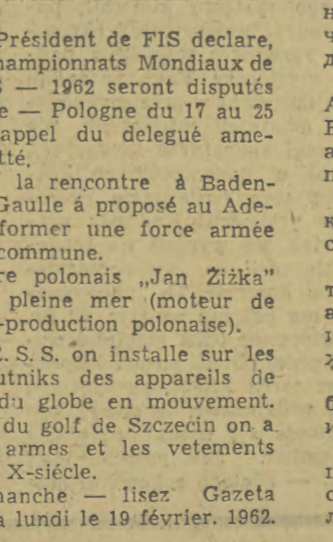 Président de FIS declare,
hampionnats Mondiaux de
— 1962 seront disputés
e — Pologne du 17 au 25
appel du delegué ame-
tté.
la rencontre à Baden-
Gaulle á proposé au Ade-
former une force armée
commune.
re polonais „Jan Žižka"
pleine mer (moteur de
-production polonaise).
. S. S. on installe sur les
utniks des appareils de
du globe en mouvement.
du golf de Szczecin on a
armes et les vetements
X-siécle.
manche — lisez Gazeta
a lundi le 19 février. 1962.